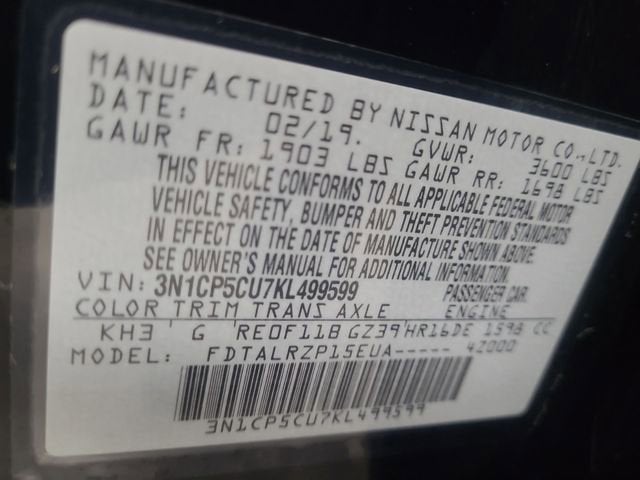 MANUFACTURED BY NISSAN MOTOR CO.,LTD.
DATE: 02/19. GVWR: 3600 LBS
GAWR FR: 1903 LBS GAWR RR: 1698 LBS
THIS VEHICLE CONFORMS TO ALL APPLICABLE FEDERAL MOTOR
VEHICLE SAFETY, BUMPER AND THEFT PREVENTION STANDARDS
IN EFFECT ON THE DATE OF MANUFACTURE SHOWN ABOVE
SEE OWNER'S MANUAL FOR ADDITIONAL INFORMATION.
VIN: 3N1CP5CU7KL499599 PASSENGER CAR.
COLOR TRIM TRANS AXLE ENGINE
KH3 G RE0F11B GZ39 HR16DE 1598 CC
MODEL: FDTALRZP15EUA----- 42000
3N1CP5CU7KL499599